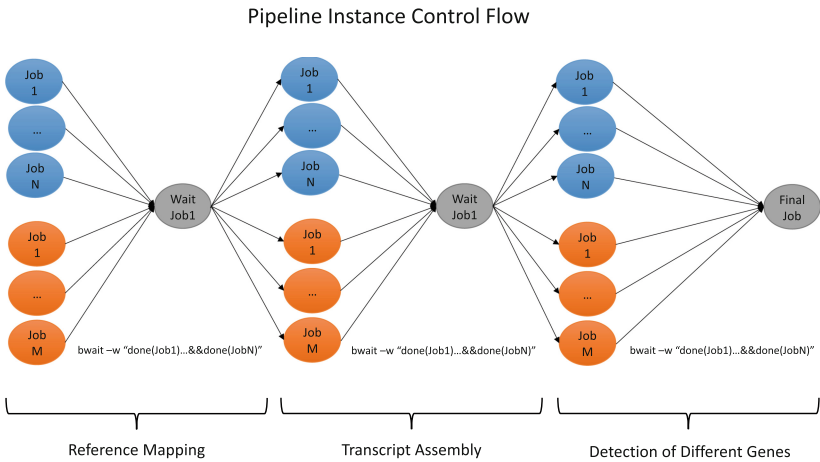 Pipeline Instance Control Flow
Job
1
...
Job
N
Job
1
...
Job
M
Wait
Job1
bwait –w “done(Job1)...&&done(JobN)”
Reference Mapping
Job
1
...
Job
N
Job
1
...
Job
M
Wait
Job1
bwait –w “done(Job1)...&&done(JobN)”
Transcript Assembly
Job
1
...
Job
N
Job
1
...
Job
M
Final
Job
bwait –w “done(Job1)...&&done(JobN)”
Detection of Different Genes